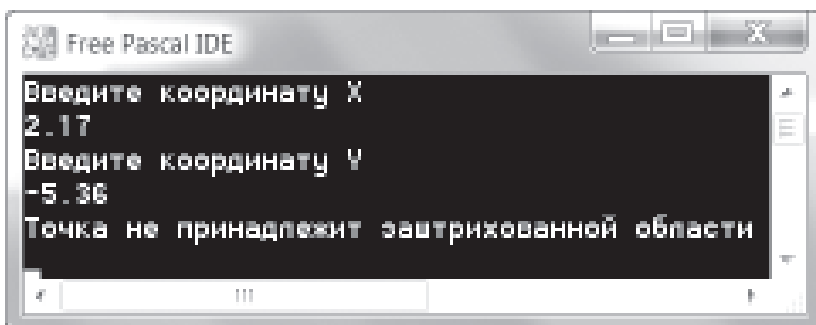 Free Pascal IDE
Введите координату X
2.17
Введите координату Y
-5.36
Точка не принадлежит заштрихованной области